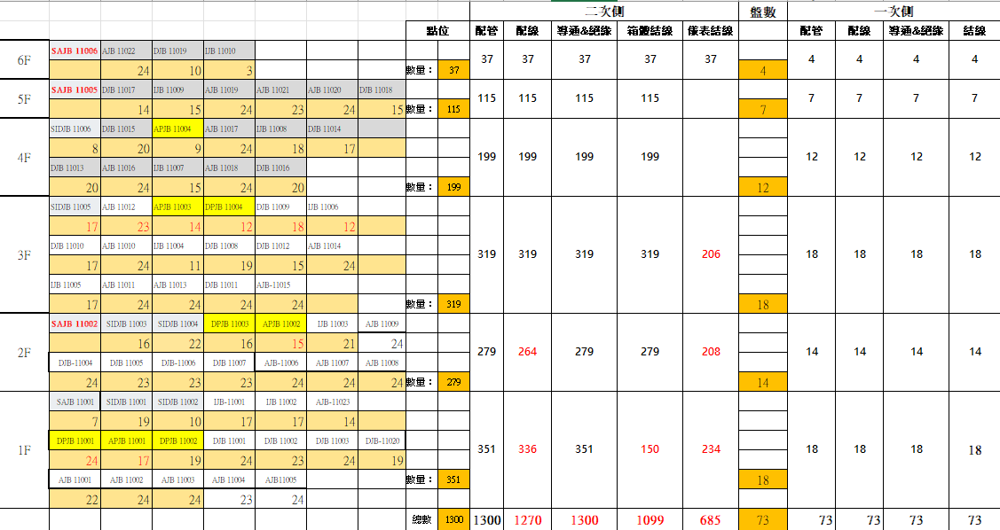 二次側 盤數 一次側
點位 配管 配線 導通&絕緣 箱體結線 儀表結線 配管 配線 導通&絕緣 結線
6F SAJB 11006 AJB 11022 DJB 11019 IJB 11010
24 10 3 數量： 37 37 37 37 37 37 4 4 4 4 4
5F SAJB 11005 DJB 11017 IJB 11009 AJB 11019 AJB 11021 AJB 11020 DJB 11018
14 15 24 23 24 15 數量： 115 115 115 115 115 7 7 7 7 7
4F SIDJB 11006 DJB 11015 APJB 11004 AJB 11017 IJB 11008 DJB 11014
8 20 9 24 18 17
199 199 199 199 12 12 12 12
DJB 11013 AJB 11016 IJB 11007 AJB 11018 DJB 11016
20 24 15 24 20 數量： 199 12
3F SIDJB 11005 AJB 11012 APJB 11003 DPJB 11004 DJB 11009 IJB 11006
17 23 14 12 18 12
DJB 11010 AJB 11010 IJB 11004 DJB 11008 DJB 11012 AJB 11014
319 319 319 319 206 18 18 18 18
17 24 11 19 15 24
IJB 11005 AJB 11011 AJB 11013 DJB 11011 AJB-11015
17 24 24 24 24 數量： 319 18
2F SAJB 11002 SIDJB 11003 SIDJB 11004 DPJB 11003 APJB 11002 IJB 11003 AJB 11009
16 22 16 15 21 24
279 264 279 279 208 14 14 14 14
DJB-11004 DJB 11005 DJB-11006 DJB 11007 AJB-11006 AJB 11007 AJB 11008
24 23 23 23 24 24 24 數量： 279 14
1F SAJB 11001 SIDJB 11001 SIDJB 11002 IJB-11001 IJB 11002 AJB-11023
7 19 10 17 17 14
DPJB 11001 APJB 11001 DPJB 11002 DJB 11001 DJB 11002 DJB 11003 DJB-11020
351 336 351 150 234 18 18 18 18
24 17 19 24 23 24 19
AJB 11001 AJB 11002 AJB 11003 AJB 11004 AJB11005 數量： 351 18
22 24 24 23 24
總數 1300 1300 1270 1300 1099 685 73 73 73 73 73